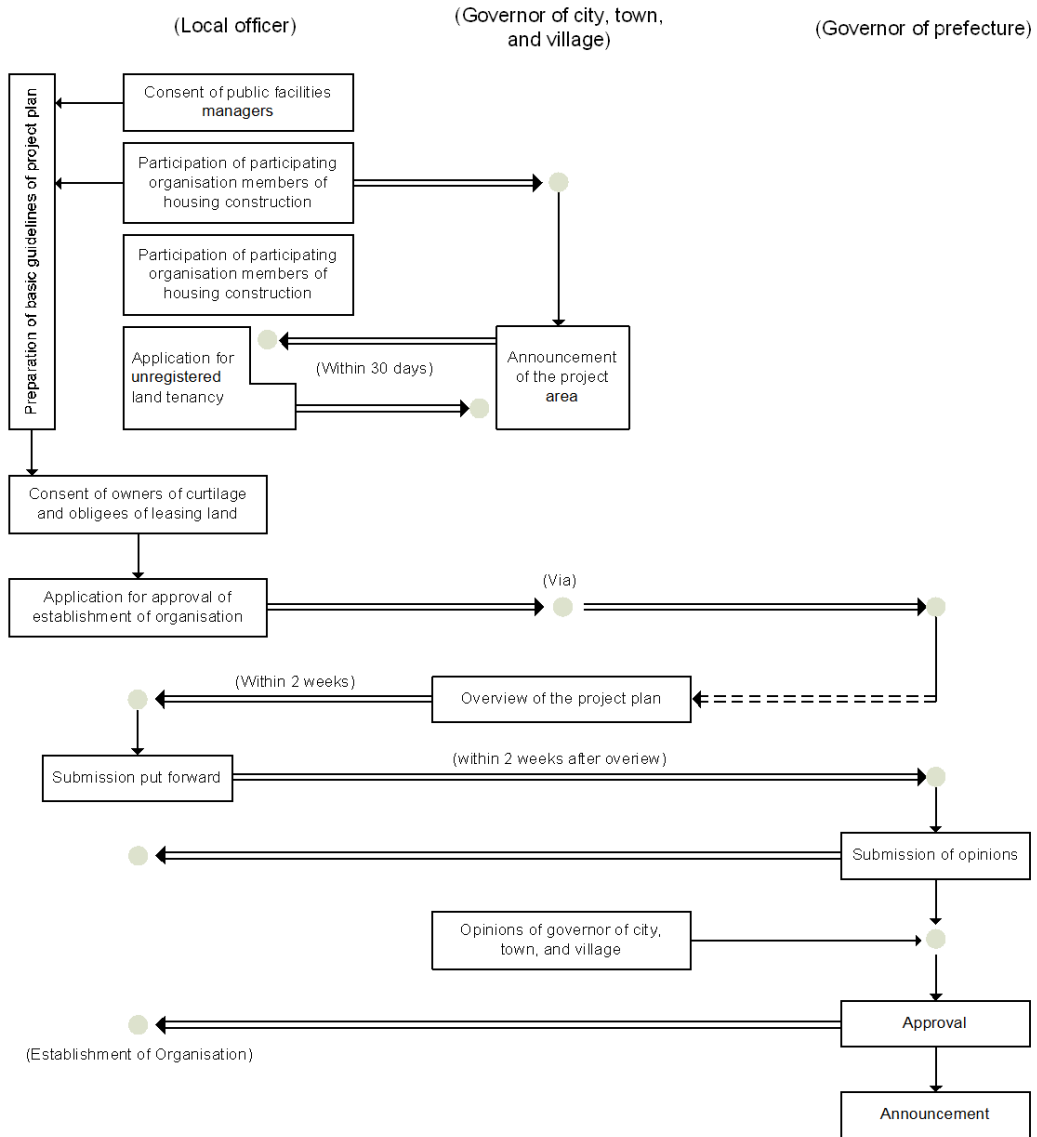 (Local officer)
(Governor of city, town,
and village)
(Governor of prefecture)
Preparation of basic guidelines of project plan
Consent of public facilities
managers
Participation of participating
organisation members of
housing construction
Participation of participating
organisation members of
housing construction
Application for
unregistered
land tenancy
(Within 30 days)
Announcement
of the project
area
Consent of owners of curtilage
and obligees of leasing land
Application for approval of
establishment of organisation
(Via)
(Within 2 weeks)
Overview of the project plan
Submission put forward
(within 2 weeks after overiew)
Submission of opinions
Opinions of governor of city,
town, and village
Approval
(Establishment of Organisation)
Announcement